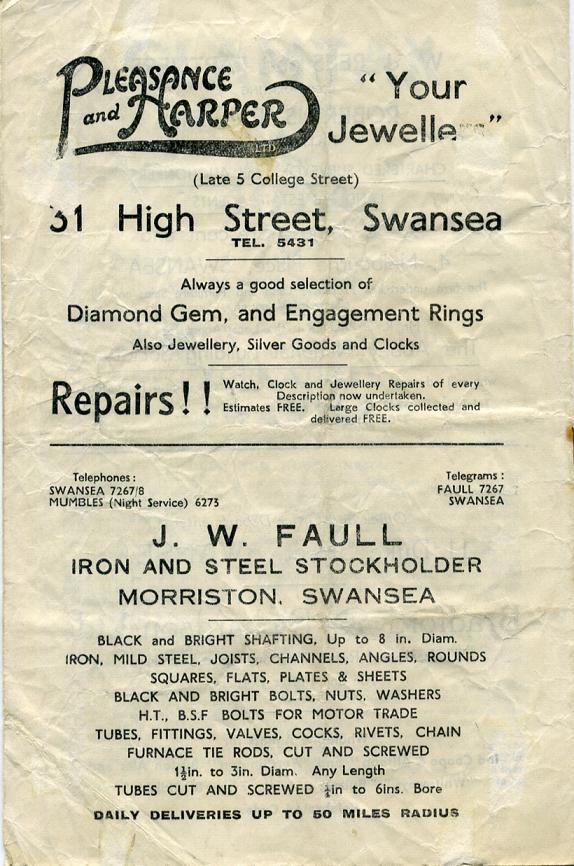 PLEASANCE
and HARPER
LTD
"Your
Jewellers"
(Late 5 College Street)
31 High Street, Swansea
TEL. 5431
Always a good selection of
Diamond Gem, and Engagement Rings
Also Jewellery, Silver Goods and Clocks
Repairs!!
Watch, Clock and Jewellery Repairs of every
Description now undertaken.
Estimates FREE. Large Clocks collected and
delivered FREE.
Telephones:
SWANSEA 7267/8
MUMBLES (Night Service) 6273
Telegrams:
FAULL 7267
SWANSEA
J. W. FAULL
IRON AND STEEL STOCKHOLDER
MORRISTON, SWANSEA
BLACK and BRIGHT SHAFTING, Up to 8 in. Diam.
IRON, MILD STEEL, JOISTS, CHANNELS, ANGLES, ROUNDS
SQUARES, FLATS, PLATES & SHEETS
BLACK AND BRIGHT BOLTS, NUTS, WASHERS
H.T., B.S.F BOLTS FOR MOTOR TRADE
TUBES, FITTINGS, VALVES, COCKS, RIVETS, CHAIN
FURNACE TIE RODS, CUT AND SCREWED
1½in. to 3in. Diam. Any Length
TUBES CUT AND SCREWED in to 6ins. Bore
DAILY DELIVERIES UP TO 50 MILES RADIUS